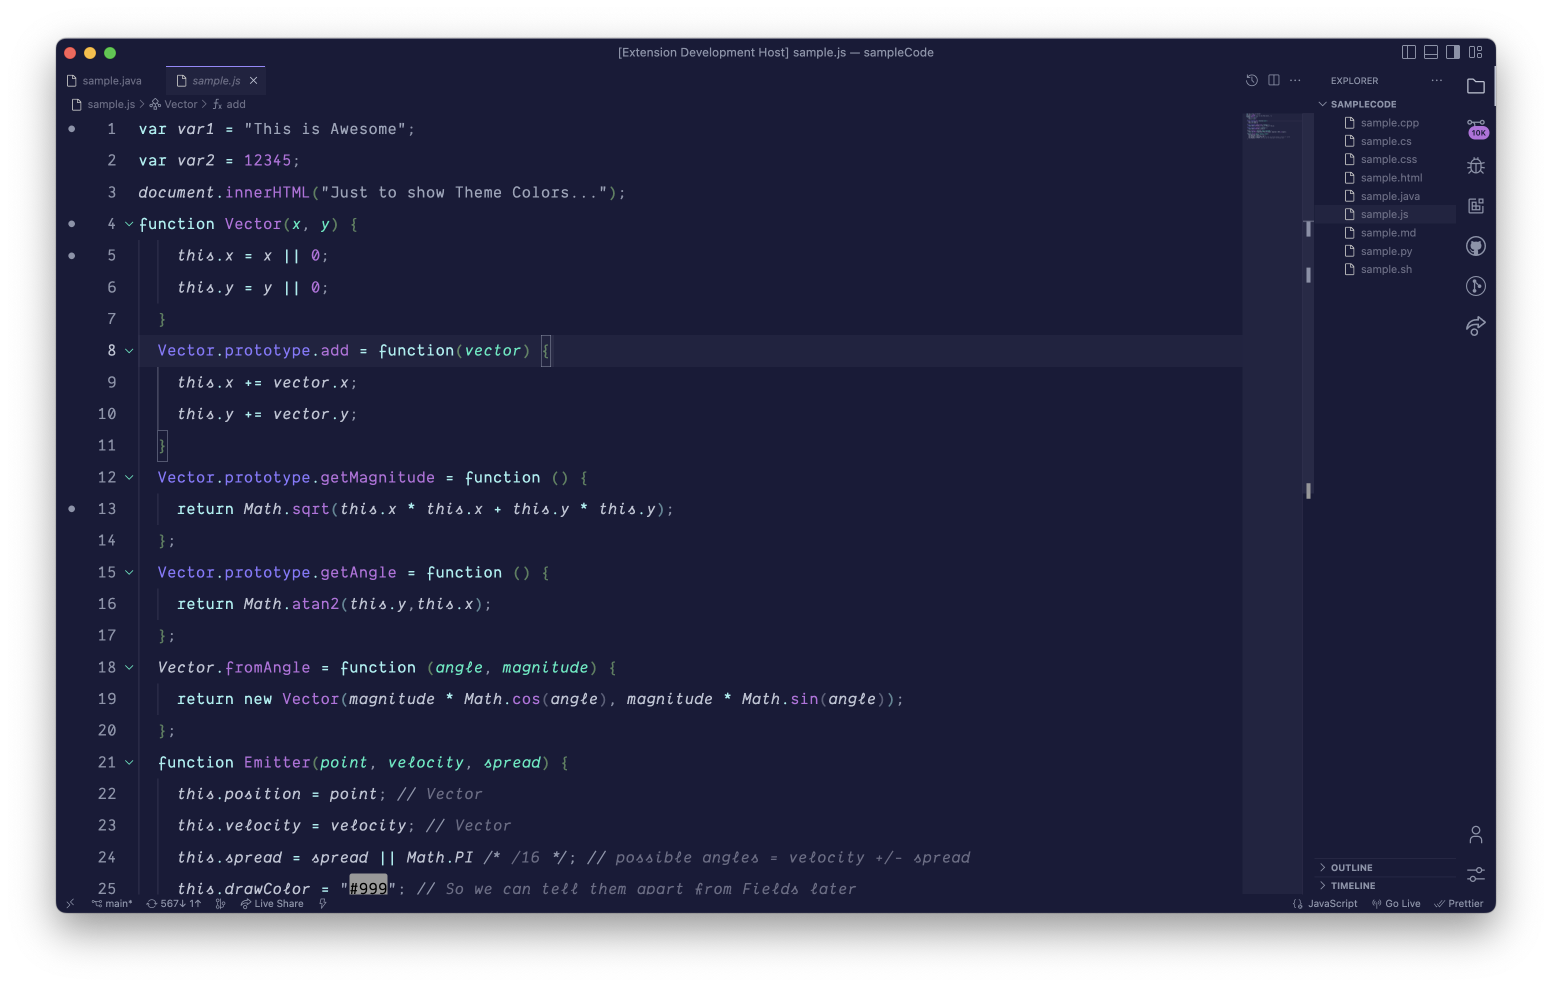 [Extension Development Host] sample.js — sampleCode
sample.java
sample.js
sample.js > Vector > add
1 var var1 = "This is Awesome";
2 var var2 = 12345;
3 document.innerHTML("Just to show Theme Colors...");
4 function Vector(x, y) {
5 this.x = x || 0;
6 this.y = y || 0;
7 }
8 Vector.prototype.add = function(vector) {
9 this.x += vector.x;
10 this.y += vector.y;
11 }
12 Vector.prototype.getMagnitude = function () {
13 return Math.sqrt(this.x * this.x + this.y * this.y);
14 };
15 Vector.prototype.getAngle = function () {
16 return Math.atan2(this.y,this.x);
17 };
18 Vector.fromAngle = function (angle, magnitude) {
19 return new Vector(magnitude * Math.cos(angle), magnitude * Math.sin(angle));
20 };
21 function Emitter(point, velocity, spread) {
22 this.position = point; // Vector
23 this.velocity = velocity; // Vector
24 this.spread = spread || Math.PI /* /16 */; // possible angles = velocity +/- spread
25 this.drawColor = "#999"; // So we can tell them apart from Fields later
EXPLORER
SAMPLECODE
sample.cpp
sample.cs
sample.css
sample.html
sample.java
sample.js
sample.md
sample.py
sample.sh
OUTLINE
TIMELINE
10K
main* 567↓ 1↑ Live Share
JavaScript Go Live Prettier